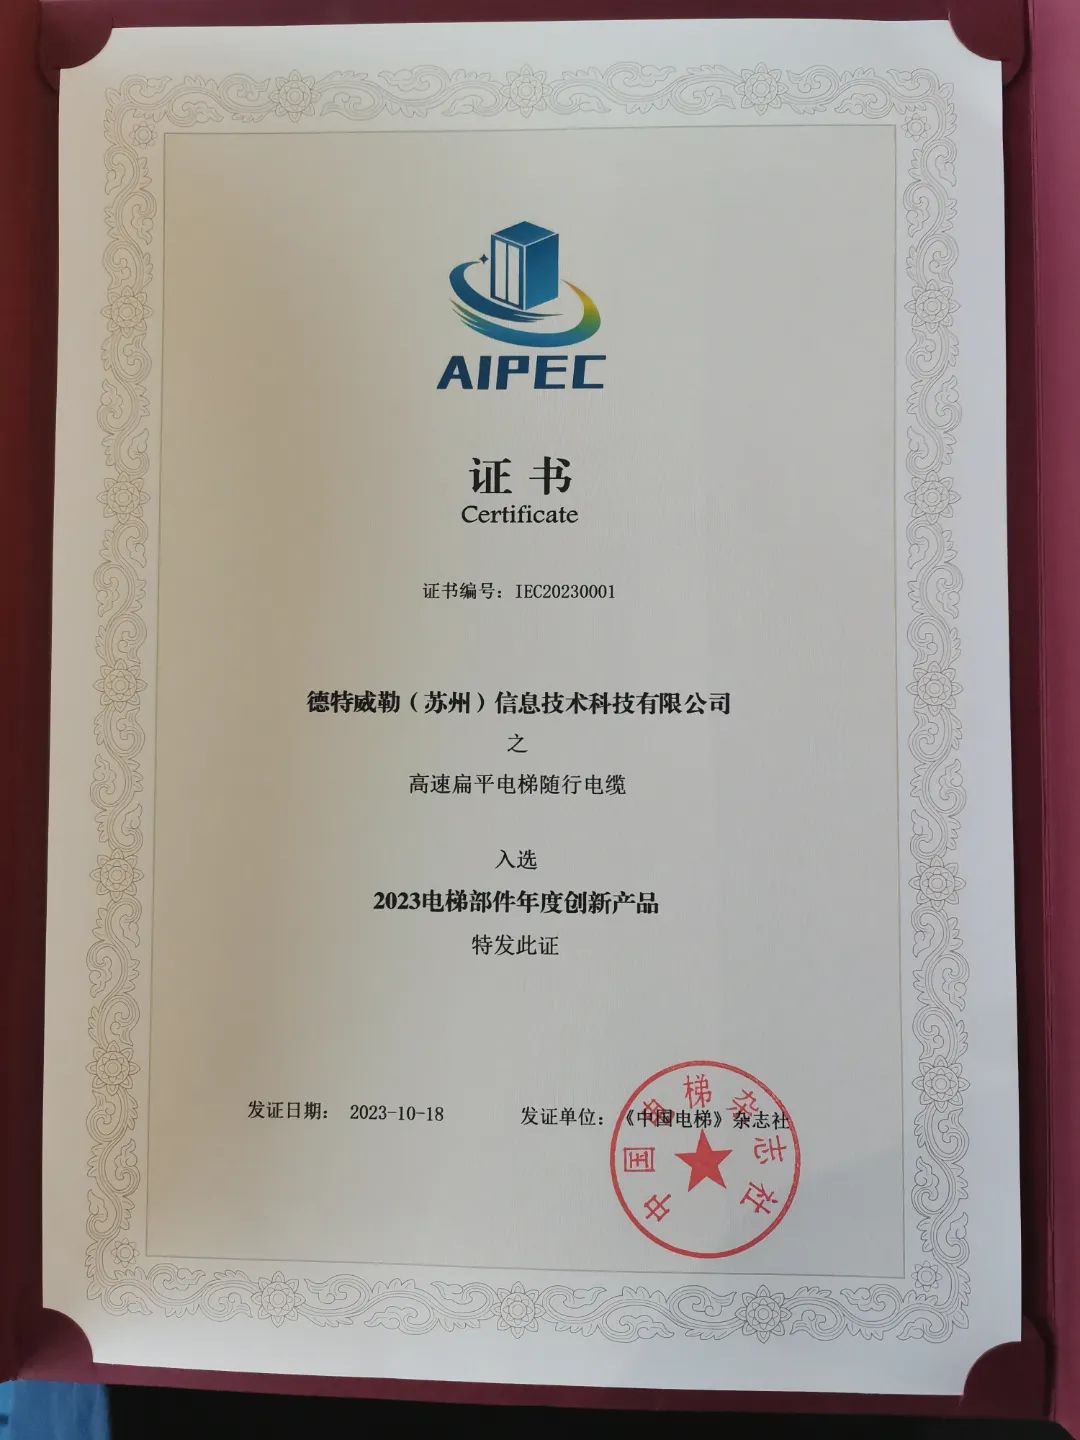 AIPEC
证书
Certificate
证书编号：IEC20230001
德特威勒（苏州）信息技术科技有限公司
之
高速扁平电梯随行电缆
入选
2023电梯部件年度创新产品
特发此证
发证日期： 2023-10-18
发证单位：《中国电梯》杂志社
中国电梯杂志社